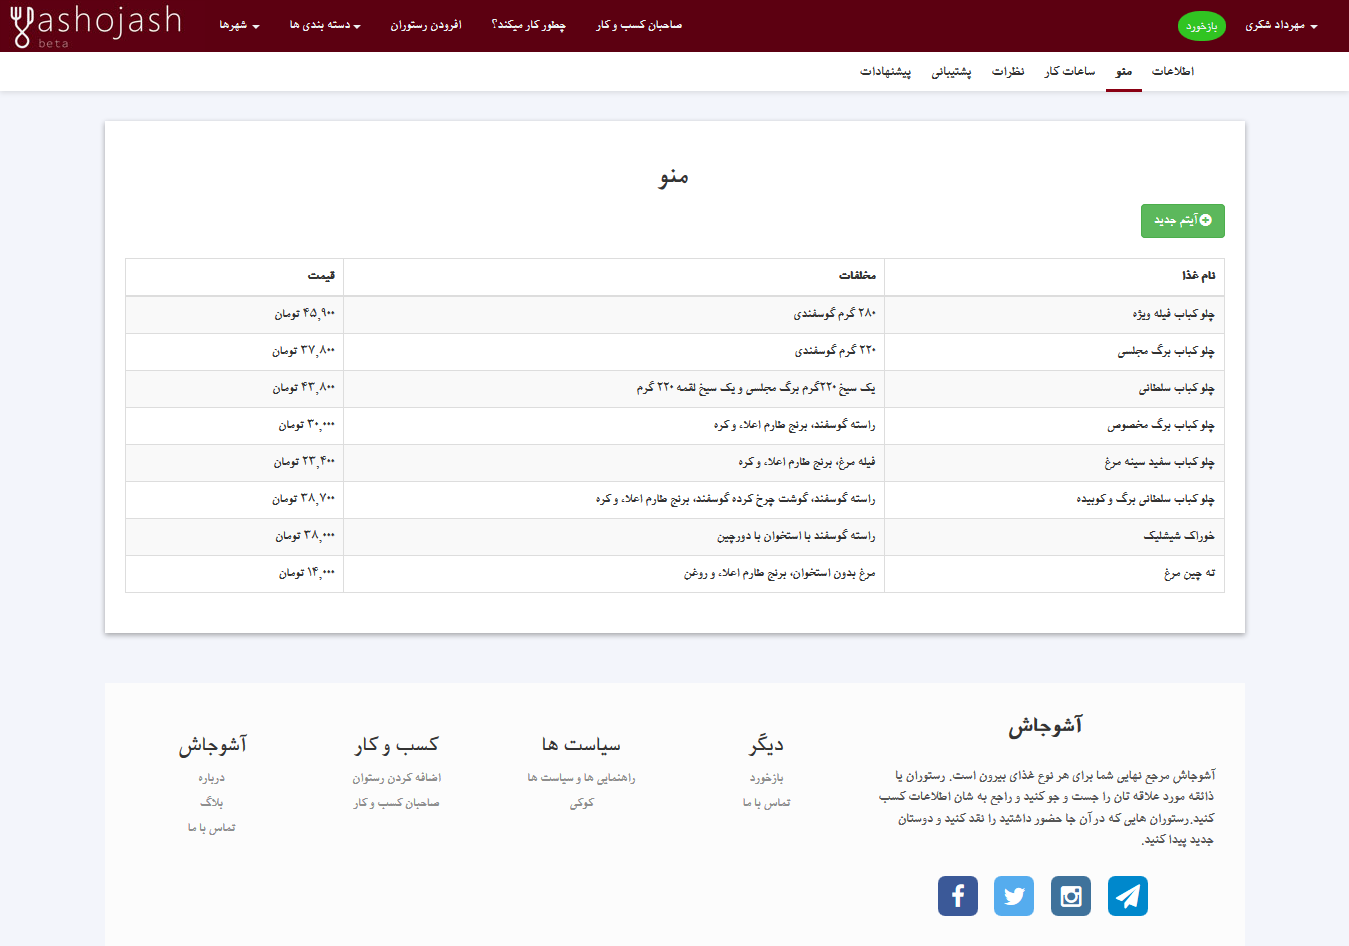 ashojash
beta
شهرها
دسته بندی ها
افزودن رستوران
چطور کار میکند؟
صاحبان کسب و کار
بازخورد
مهرداد شکری
اطلاعات
منو
ساعات کار
نظرات
پشتیبانی
پیشنهادات
منو
آیتم جدید
نام غذا مخلفات قیمت
چلو کباب فیله ویژه ۲۸۰ گرم گوسفندی ۴۵,۹۰۰ تومان
چلو کباب برگ مجلسی ۲۲۰ گرم گوسفندی ۳۷,۸۰۰ تومان
چلو کباب سلطانی یک سیخ ۲۲۰گرم برگ مجلسی و یک سیخ لقمه ۲۲۰ گرم ۴۳,۸۰۰ تومان
چلو کباب برگ مخصوص راسته گوسفند، برنج طارم اعلاء و کره ۳۰,۰۰۰ تومان
چلو کباب سفید سینه مرغ فیله مرغ، برنج طارم اعلاء و کره ۲۳,۴۰۰ تومان
چلو کباب سلطانی برگ و کوبیده راسته گوسفند، گوشت چرخ کرده گوسفند، برنج طارم اعلاء و کره ۳۸,۷۰۰ تومان
خوراک شیشلیک راسته گوسفند با استخوان با دورچین ۳۸,۰۰۰ تومان
ته چین مرغ مرغ بدون استخوان، برنج طارم اعلاء و روغن ۱۴,۰۰۰ تومان
آشوجاش
آشوجاش مرجع نهایی شما برای هر نوع غذای بیرون است. رستوران یا
ذائقه مورد علاقه تان را جست و جو کنید و راجع به شان اطلاعات کسب
کنید.رستوران هایی که در آن جا حضور داشتید را نقد کنید و دوستان
جدید پیدا کنید.
دیگر
بازخورد
تماس با ما
سیاست ها
راهنمایی ها و سیاست ها
کوکی
کسب و کار
اضافه کردن رستوان
صاحبان کسب و کار
آشوجاش
درباره
بلاگ
تماس با ما